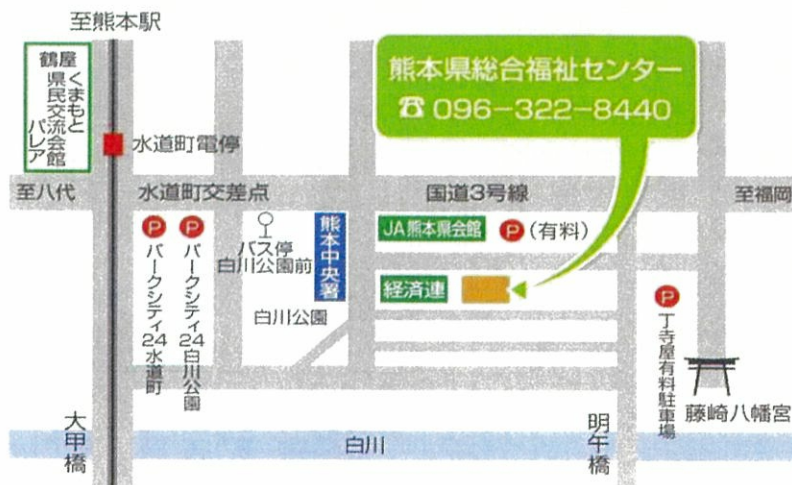 至熊本駅
鶴屋
くまもと
県民交流会館
パレア
水道町電停
熊本県総合福祉センター
☎ 096-322-8440
至八代
水道町交差点
国道3号線
至福岡
P
パークシティ24水道町
P
パークシティ24白川公園
バス停
白川公園前
熊本中央署
JA熊本県会館
P (有料)
経済連
白川公園
P
丁寺屋有料駐車場
藤崎八幡宮
大甲橋
白川
明午橋